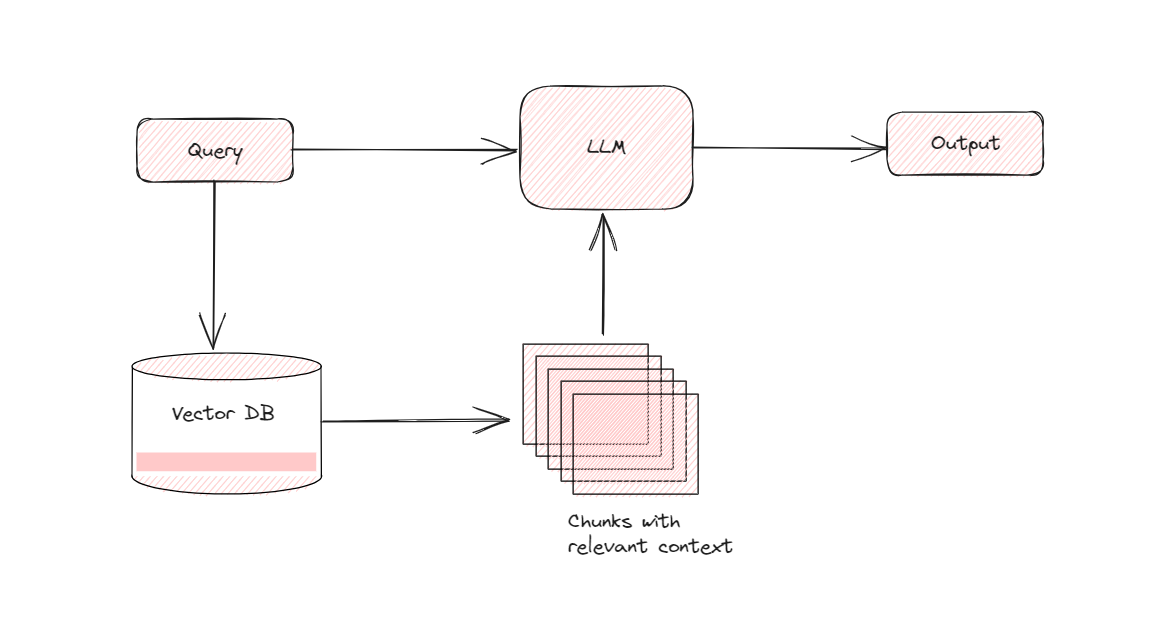 Query
LLM
Output
Vector DB
Chunks with
relevant context